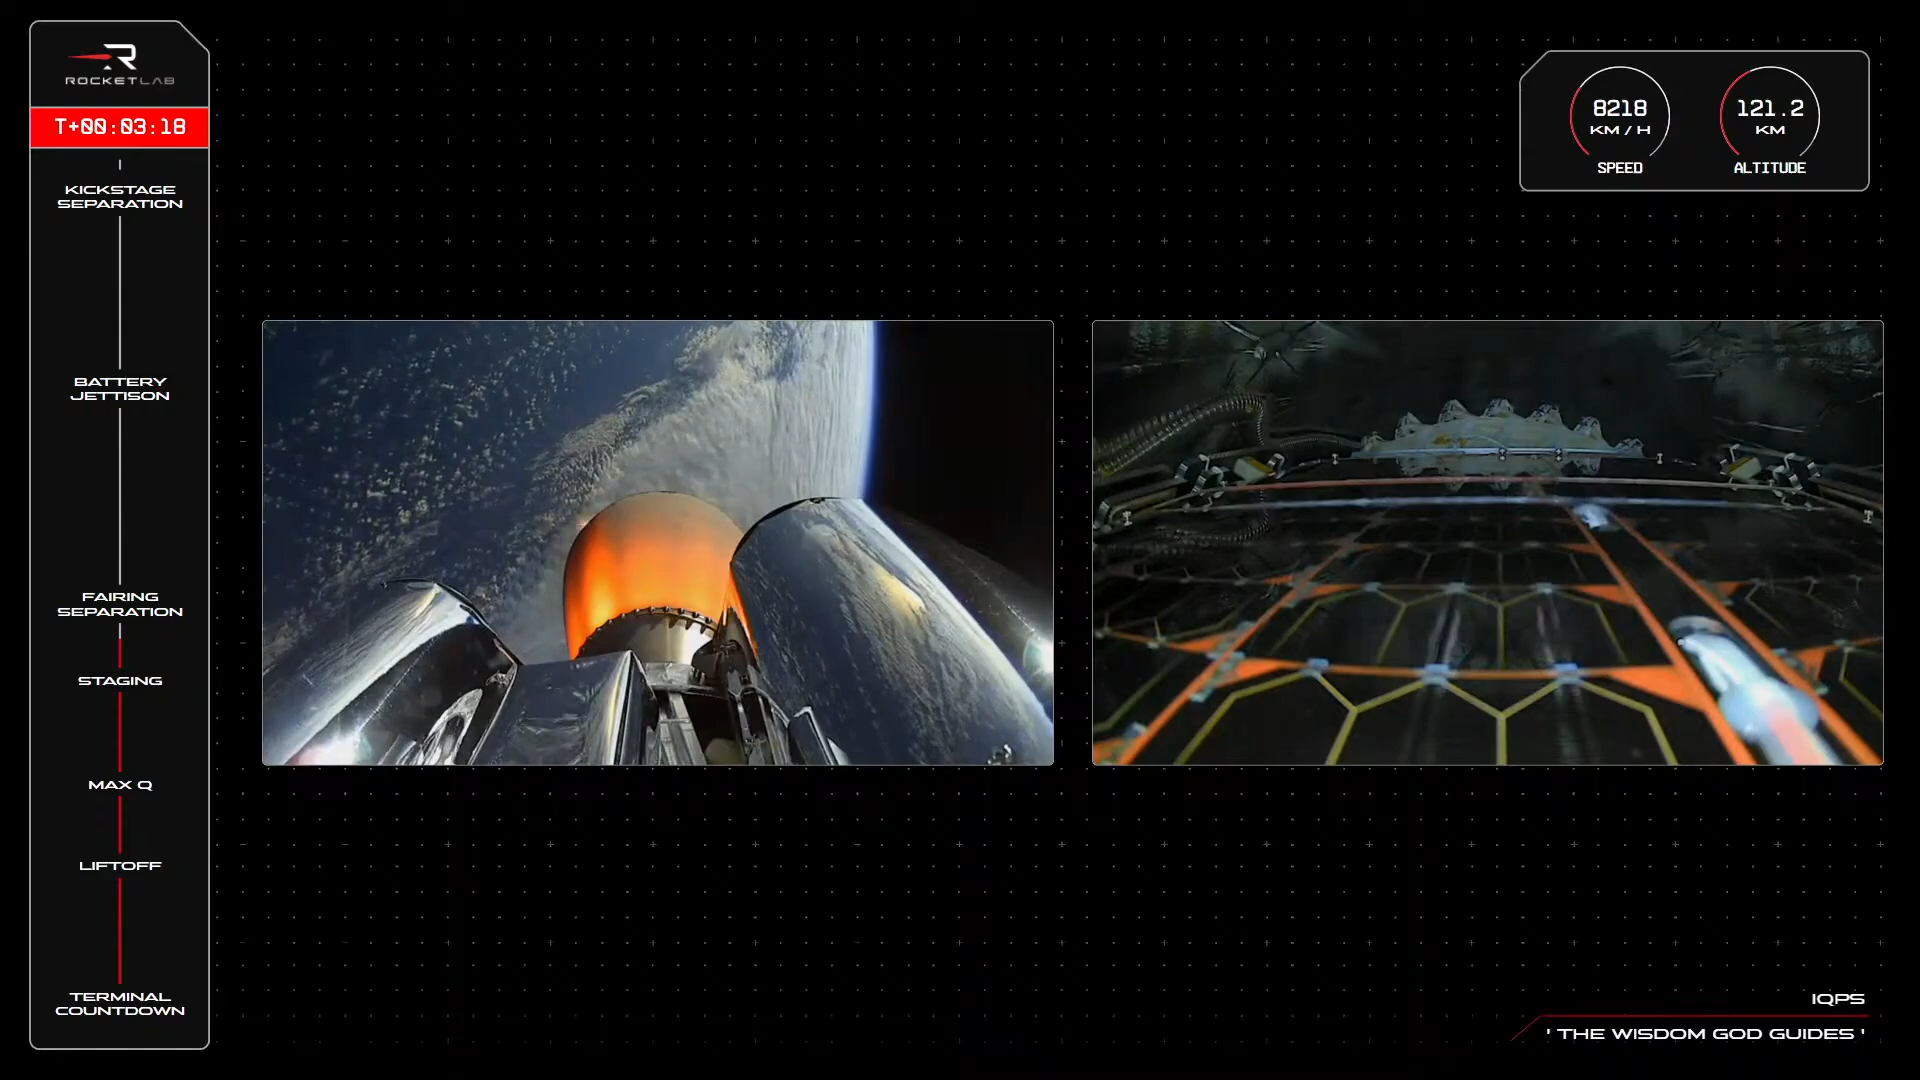 ROCKETLAB
T+00:03:18
KICKSTAGE
SEPARATION
BATTERY
JETTISON
FAIRING
SEPARATION
STAGING
MAX Q
LIFTOFF
TERMINAL
COUNTDOWN
8218
KM/H
SPEED
121.2
KM
ALTITUDE
IQPS
' THE WISDOM GOD GUIDES '